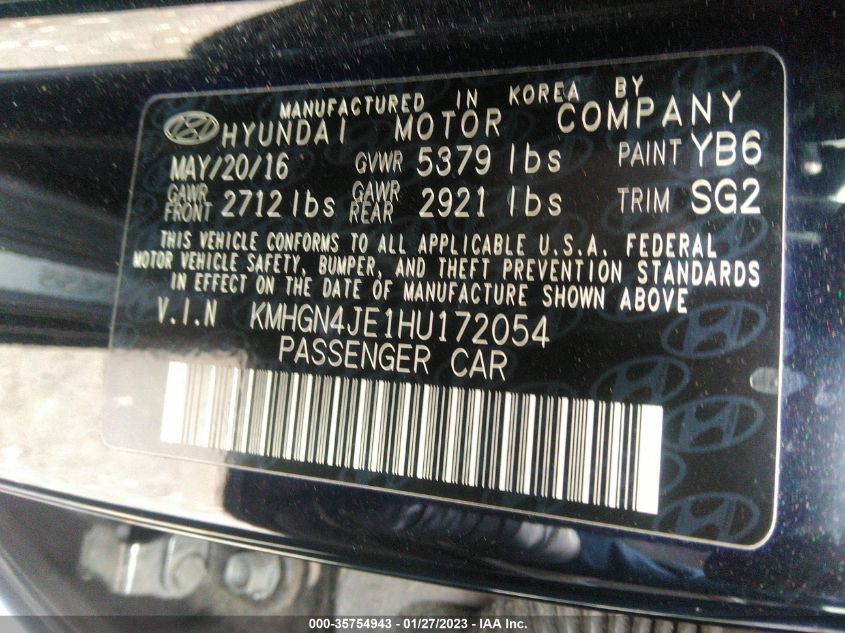 MANUFACTURED IN KOREA BY
HYUNDAI MOTOR COMPANY
MAY/20/16 GVWR 5379 lbs PAINT YB6
GAWR FRONT 2712 lbs GAWR REAR 2921 lbs TRIM SG2
THIS VEHICLE CONFORMS TO ALL APPLICABLE U.S.A. FEDERAL
MOTOR VEHICLE SAFETY, BUMPER, AND THEFT PREVENTION STANDARDS
IN EFFECT ON THE DATE OF MANUFACTURE SHOWN ABOVE
V.I.N KMHGN4JE1HU172054
PASSENGER CAR
000-35754943 - 01/27/2023 - IAA Inc.